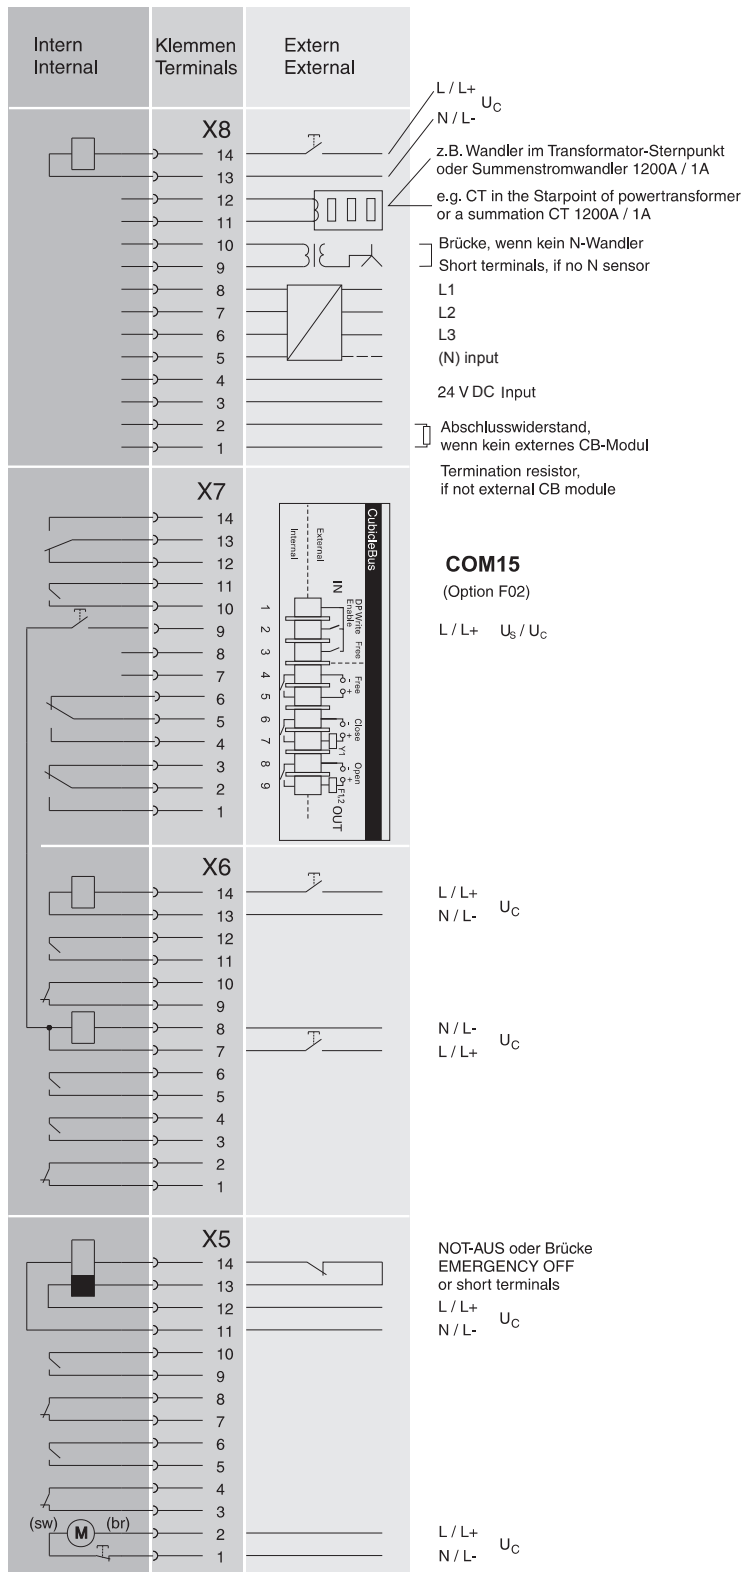 Intern
Internal
Klemmen
Terminals
Extern
External
L / L+
UC
N / L-
X8
14
13
12
11
10
9
8
7
6
5
4
3
2
1
z.B. Wandler im Transformator-Sternpunkt
oder Summenstromwandler 1200A / 1A
e.g. CT in the Starpoint of powertransformer
or a summation CT 1200A / 1A
Brücke, wenn kein N-Wandler
Short terminals, if no N sensor
L1
L2
L3
(N) input
24 V DC Input
Abschlusswiderstand,
wenn kein externes CB-Modul
Termination resistor,
if not external CB module
X7
14
13
12
11
10
9
8
7
6
5
4
3
2
1
CubicleBus
External
Internal
IN
1
2
3
4
5
6
7
8
9
DP Write
Enable
Free
Free
- +
Close
- +
Y1
Open
- +
F1,2
OUT
COM15
(Option F02)
L / L+ US / UC
X6
14
13
12
11
10
9
8
7
6
5
4
3
2
1
L / L+
N / L-
UC
N / L-
L / L+
UC
X5
14
13
12
11
10
9
8
7
6
5
4
3
2
1
NOT-AUS oder Brücke
EMERGENCY OFF
or short terminals
L / L+
N / L-
UC
(sw)
M
(br)
L / L+
N / L-
UC